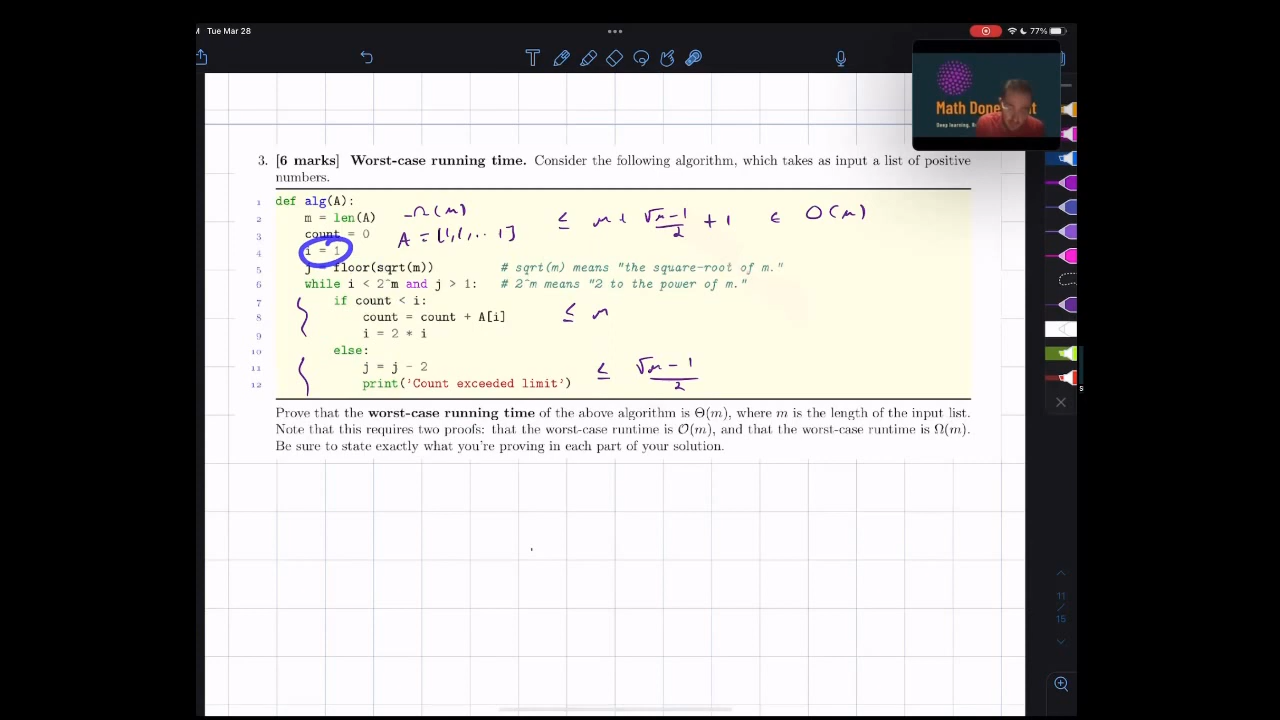 Tue Mar 28
77%
Math Done
Deep learning.
3. [6 marks] Worst-case running time. Consider the following algorithm, which takes as input a list of positive
numbers.
1 def alg(A):
2 m = len(A) -Ω(m) ≤ m + √m-1/2 + 1 ∈ O(m)
3 count = 0 A = [1,1,..1]
4 i = 1
5 j = floor(sqrt(m)) # sqrt(m) means "the square-root of m."
6 while i < 2^m and j > 1: # 2^m means "2 to the power of m."
7 if count < i:
8 count = count + A[i] ≤ m
9 i = 2 * i
10 else:
11 j = j - 2 ≤ √m-1/2
12 print('Count exceeded limit')
Prove that the worst-case running time of the above algorithm is Θ(m), where m is the length of the input list.
Note that this requires two proofs: that the worst-case runtime is O(m), and that the worst-case runtime is Ω(m).
Be sure to state exactly what you're proving in each part of your solution.
11
/
15